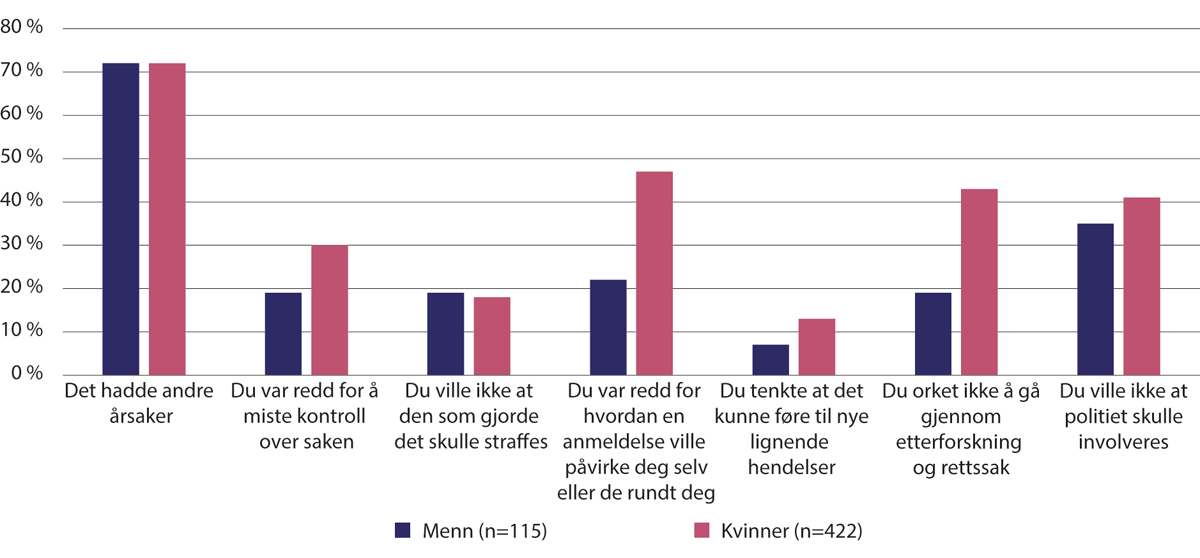 80 %
70 %
60 %
50 %
40 %
30 %
20 %
10 %
0 %
Det hadde andre
årsaker
Du var redd for å
miste kontroll
over saken
Du ville ikke at
den som gjorde
det skulle straffes
Du var redd for
hvordan en
anmeldelse ville
påvirke deg selv
eller de rundt deg
Du tenkte at det
kunne føre til nye
lignende
hendelser
Du orket ikke å gå
gjennom
etterforskning
og rettssak
Du ville ikke at
politiet skulle
involveres
Menn (n=115)
Kvinner (n=422)